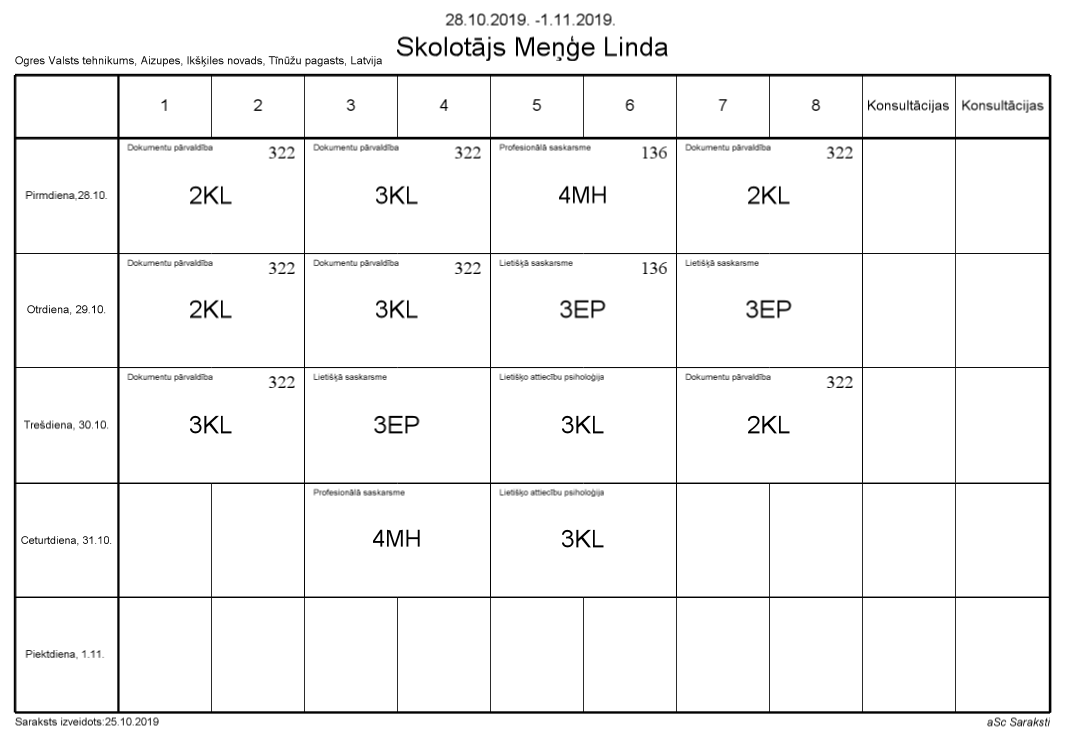 28.10.2019. -1.11.2019.
Skolotājs Meņģe Linda
Ogres Valsts tehnikums, Aizupes, Ikšķiles novads, Tīnūžu pagasts, Latvija
1 2 3 4 5 6 7 8 Konsultācijas Konsultācijas
Dokumentu pārvaldība 322 Dokumentu pārvaldība 322 Profesionālā saskarsme 136 Dokumentu pārvaldība 322
Pirmdiena,28.10. 2KL 3KL 4MH 2KL
Dokumentu pārvaldība 322 Dokumentu pārvaldība 322 Lietišķā saskarsme 136 Lietišķā saskarsme
Otrdiena, 29.10. 2KL 3KL 3EP 3EP
Dokumentu pārvaldība 322 Lietišķā saskarsme Lietišķo attiecību psiholoģija Dokumentu pārvaldība 322
Trešdiena, 30.10. 3KL 3EP 3KL 2KL
Profesionālā saskarsme Lietišķo attiecību psiholoģija
Ceturtdiena, 31.10. 4MH 3KL
Piektdiena, 1.11.
Saraksts izveidots:25.10.2019 aSc Saraksti